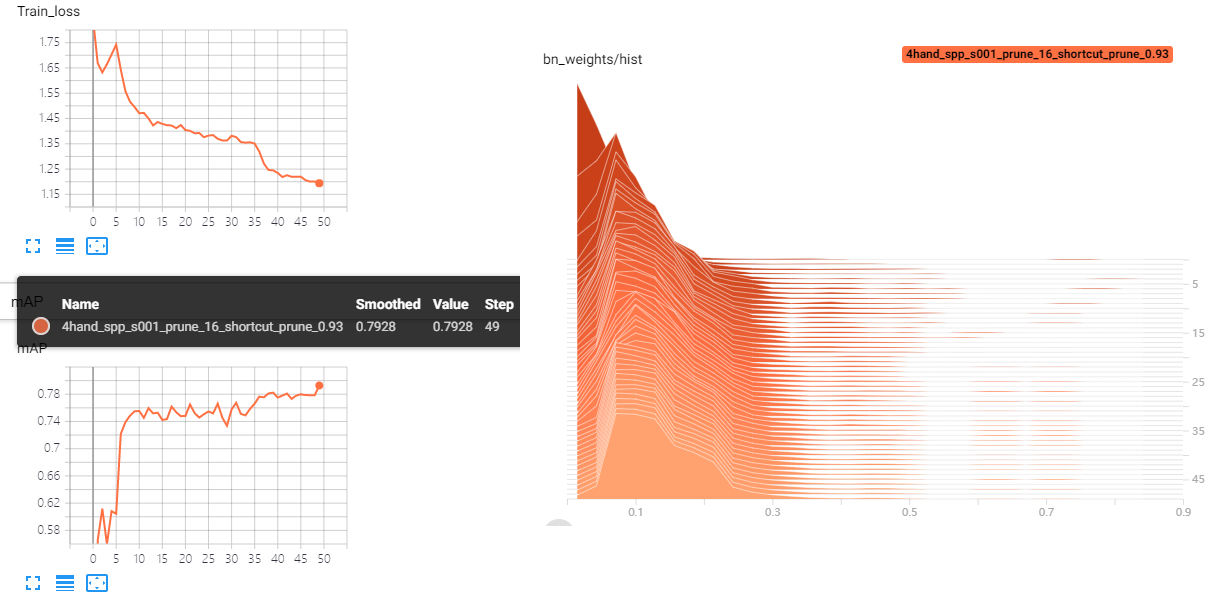 Train_loss
1.75
1.65
1.55
1.45
1.35
1.25
1.15
0 5 10 15 20 25 30 35 40 45 50
mAP
Name Smoothed Value Step
4hand_spp_s001_prune_16_shortcut_prune_0.93 0.7928 0.7928 49
mAP
0.78
0.74
0.7
0.66
0.62
0.58
0 5 10 15 20 25 30 35 40 45 50
bn_weights/hist
4hand_spp_s001_prune_16_shortcut_prune_0.93
5
15
25
35
45
0.1 0.3 0.5 0.7 0.9